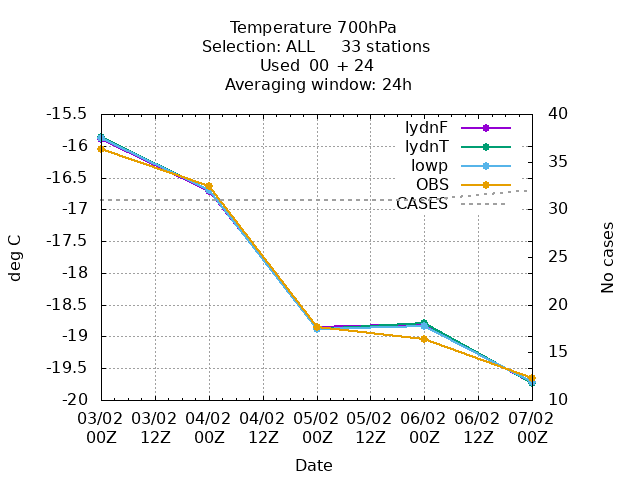 Temperature 700hPa
Selection: ALL 33 stations
Used 00 + 24
Averaging window: 24h
-15.5
-16
-16.5
-17
-17.5
-18
-18.5
-19
-19.5
-20
40
35
30
25
20
15
10
lydnF
lydnT
lowp
OBS
CASES
deg C
No cases
03/02 03/02 04/02 04/02 05/02 05/02 06/02 06/02 07/02
00Z 12Z 00Z 12Z 00Z 12Z 00Z 12Z 00Z
Date